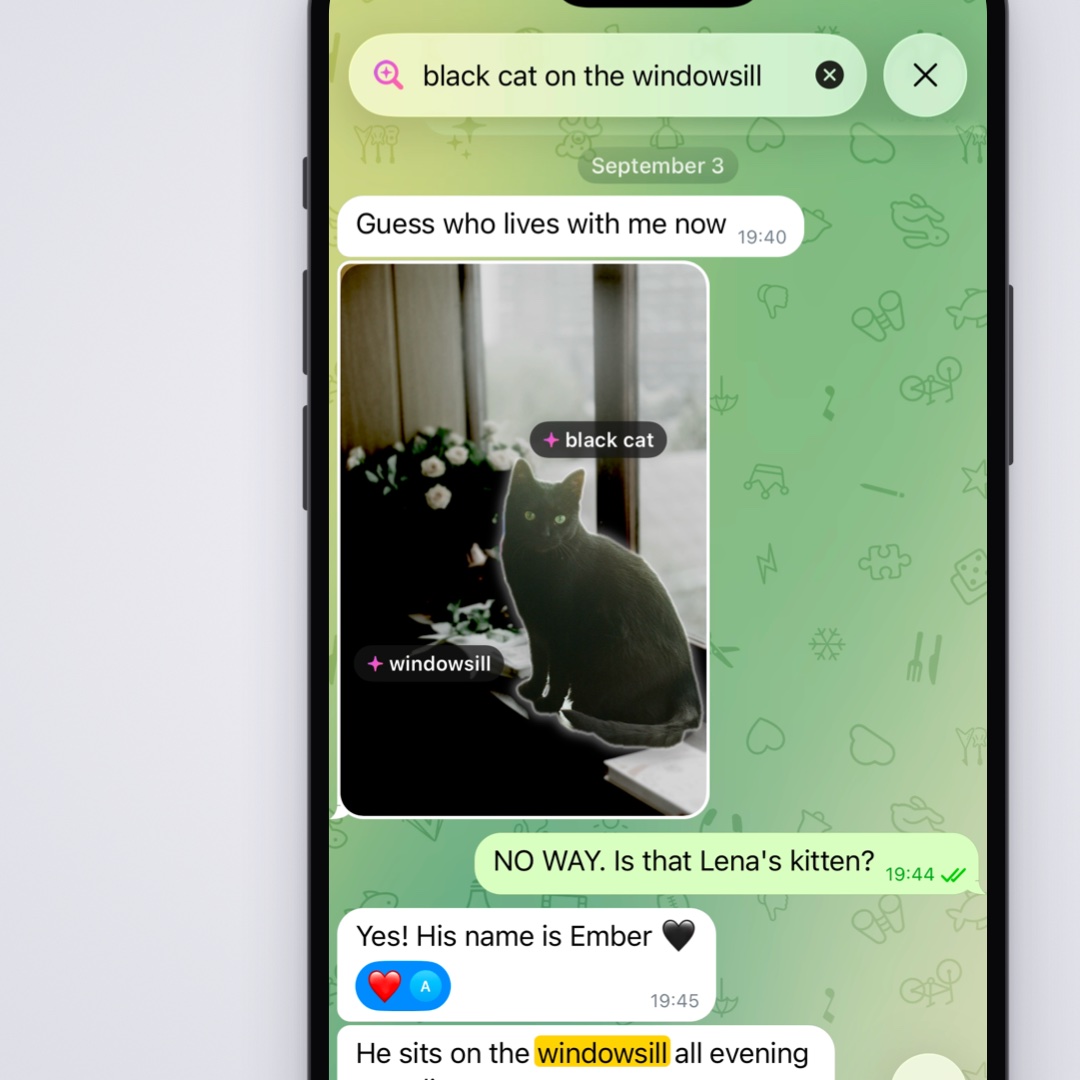 black cat on the windowsill
September 3
Guess who lives with me now 19:40
black cat
windowsill
NO WAY. Is that Lena's kitten? 19:44
Yes! His name is Ember 🖤
❤️ A 19:45
He sits on the windowsill all evening